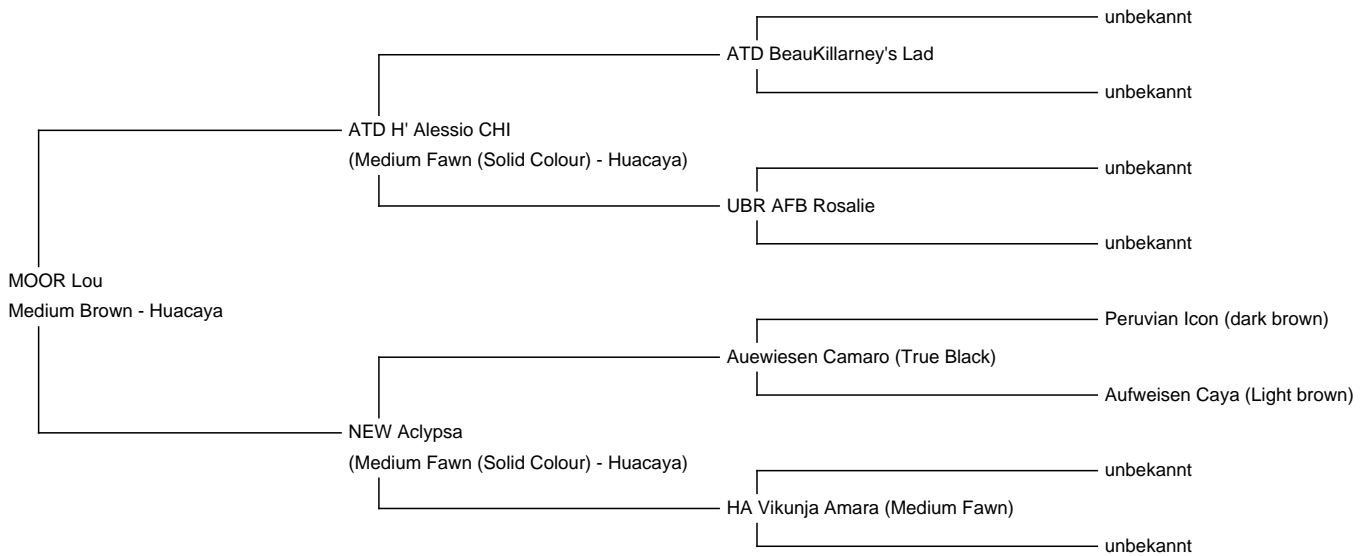 unbekannt
ATD BeauKillarney's Lad
unbekannt
ATD H' Alessio CHI
(Medium Fawn (Solid Colour) - Huacaya)
unbekannt
UBR AFB Rosalie
unbekannt
MOOR Lou
Medium Brown - Huacaya
Peruvian Icon (dark brown)
Auewiesen Camaro (True Black)
Aufweisen Caya (Light brown)
NEW Aclypsa
(Medium Fawn (Solid Colour) - Huacaya)
unbekannt
HA Vikunja Amara (Medium Fawn)
unbekannt